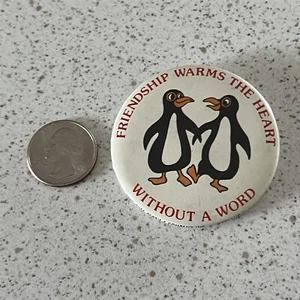 FRIENDSHIP WARMS THE HEART
WITHOUT A WORD